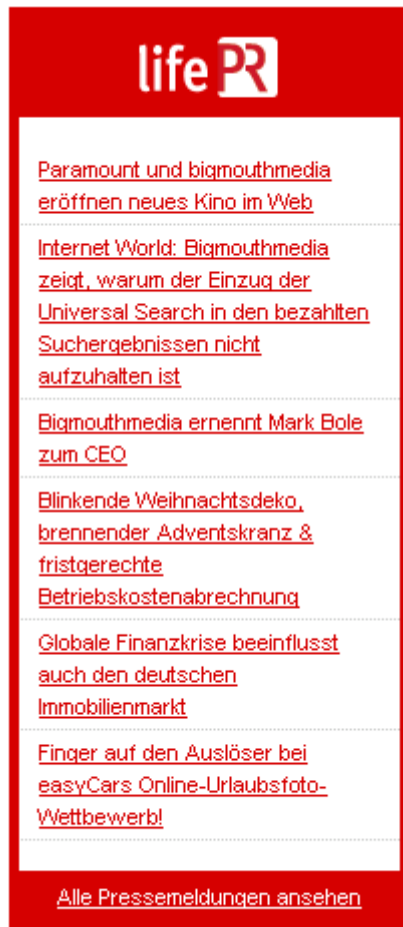 life PR
Paramount und bigmouthmedia
eröffnen neues Kino im Web
Internet World: Bigmouthmedia
zeigt, warum der Einzug der
Universal Search in den bezahlten
Suchergebnissen nicht
aufzuhalten ist
Bigmouthmedia ernennt Mark Bole
zum CEO
Blinkende Weihnachtsdeko,
brennender Adventskranz &
fristgerechte
Betriebskostenabrechnung
Globale Finanzkrise beeinflusst
auch den deutschen
Immobilienmarkt
Finger auf den Auslöser bei
easyCars Online-Urlaubsfoto-
Wettbewerb!
Alle Pressemeldungen ansehen